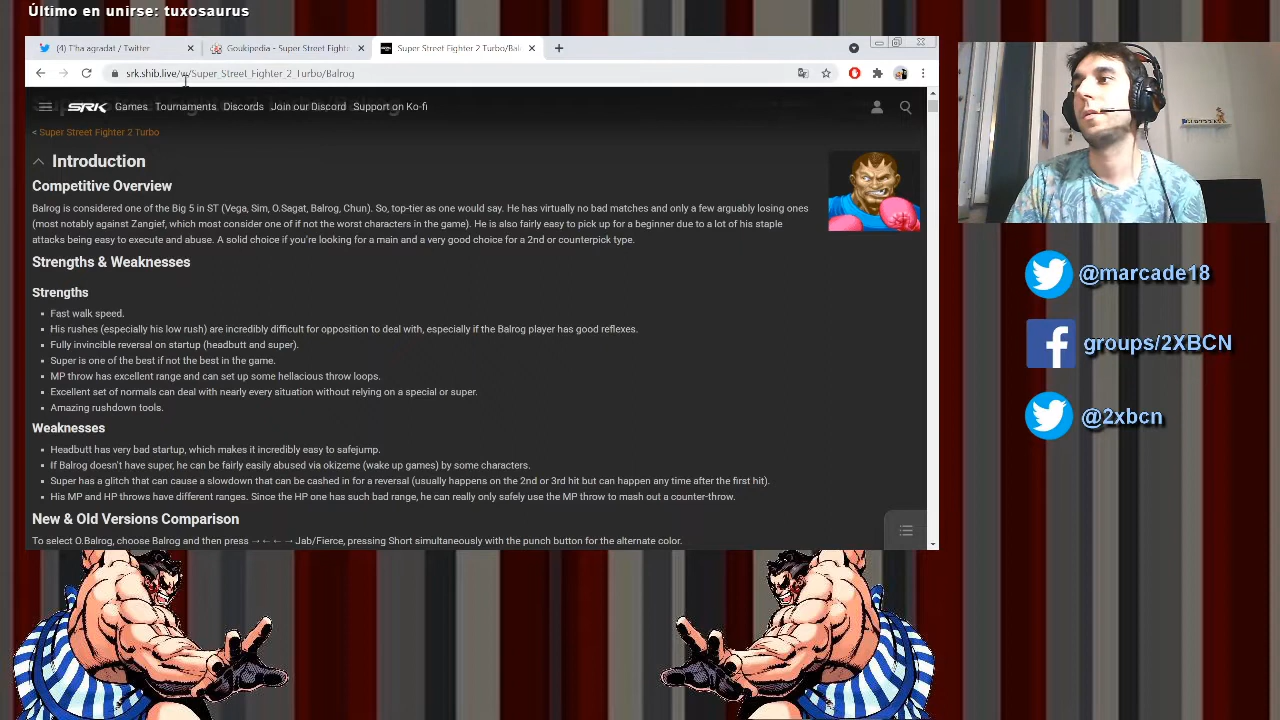 Último en unirse: tuxosaurus
(4) T'ha agradat / Twitter
Goukipedia - Super Street Fighte
Super Street Fighter 2 Turbo/Bal
srk.shib.live/w/Super_Street_Fighter_2_Turbo/Balrog
SRK Games Tournaments Discords Join our Discord Support on Ko-fi
< Super Street Fighter 2 Turbo
Introduction
Competitive Overview
Balrog is considered one of the Big 5 in ST (Vega, Sim, O.Sagat, Balrog, Chun). So, top-tier as one would say. He has virtually no bad matches and only a few arguably losing ones
(most notably against Zangief, which most consider one of if not the worst characters in the game). He is also fairly easy to pick up for a beginner due to a lot of his staple
attacks being easy to execute and abuse. A solid choice if you're looking for a main and a very good choice for a 2nd or counterpick type.
Strengths & Weaknesses
Strengths
Fast walk speed.
His rushes (especially his low rush) are incredibly difficult for opposition to deal with, especially if the Balrog player has good reflexes.
Fully invincible reversal on startup (headbutt and super).
Super is one of the best if not the best in the game.
MP throw has excellent range and can set up some hellacious throw loops.
Excellent set of normals can deal with nearly every situation without relying on a special or super.
Amazing rushdown tools.
Weaknesses
Headbutt has very bad startup, which makes it incredibly easy to safejump.
If Balrog doesn't have super, he can be fairly easily abused via okizeme (wake up games) by some characters.
Super has a glitch that can cause a slowdown that can be cashed in for a reversal (usually happens on the 2nd or 3rd hit but can happen any time after the first hit).
His MP and HP throws have different ranges. Since the HP one has such bad range, he can really only safely use the MP throw to mash out a counter-throw.
New & Old Versions Comparison
To select O.Balrog, choose Balrog and then press →←←→ Jab/Fierce, pressing Short simultaneously with the punch button for the alternate color.
@marcade18
groups/2XBCN
@2xbcn